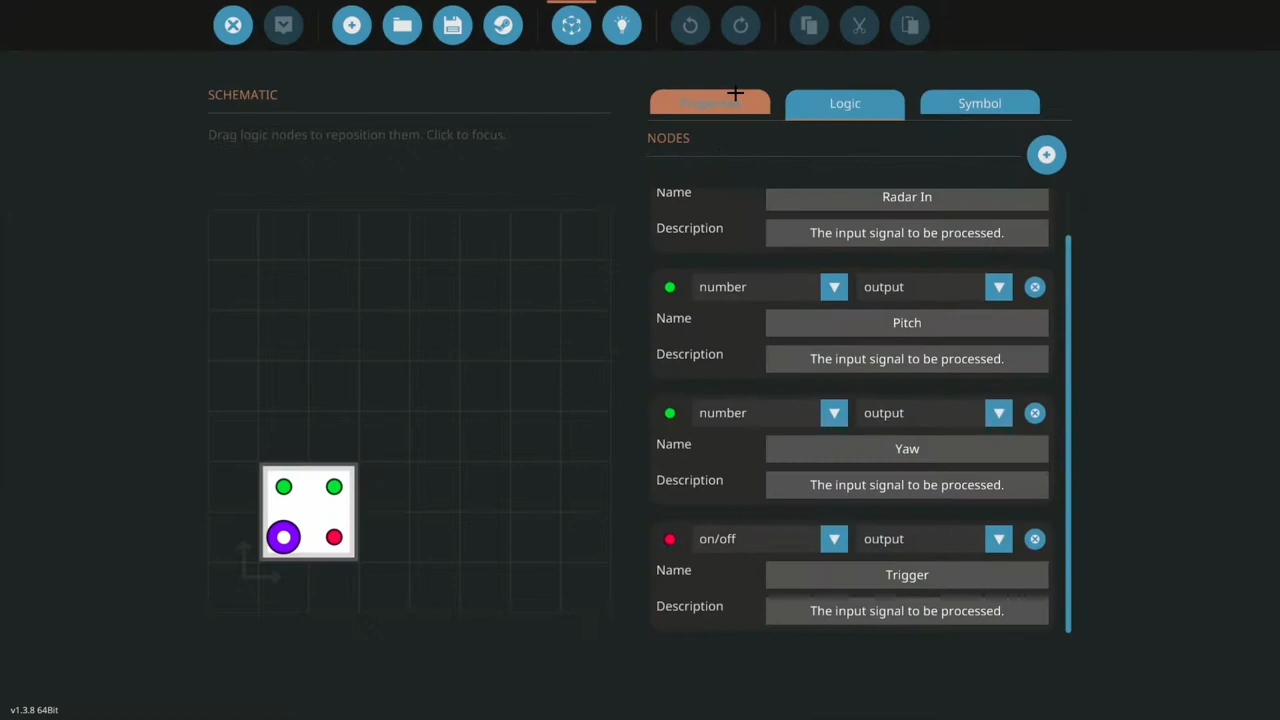 SCHEMATIC
Drag logic nodes to reposition them. Click to focus.
Properties
Logic
Symbol
NODES
Name
Radar In
Description
The input signal to be processed.
number
output
Name
Pitch
Description
The input signal to be processed.
number
output
Name
Yaw
Description
The input signal to be processed.
on/off
output
Name
Trigger
Description
The input signal to be processed.
v1.3.8 64Bit